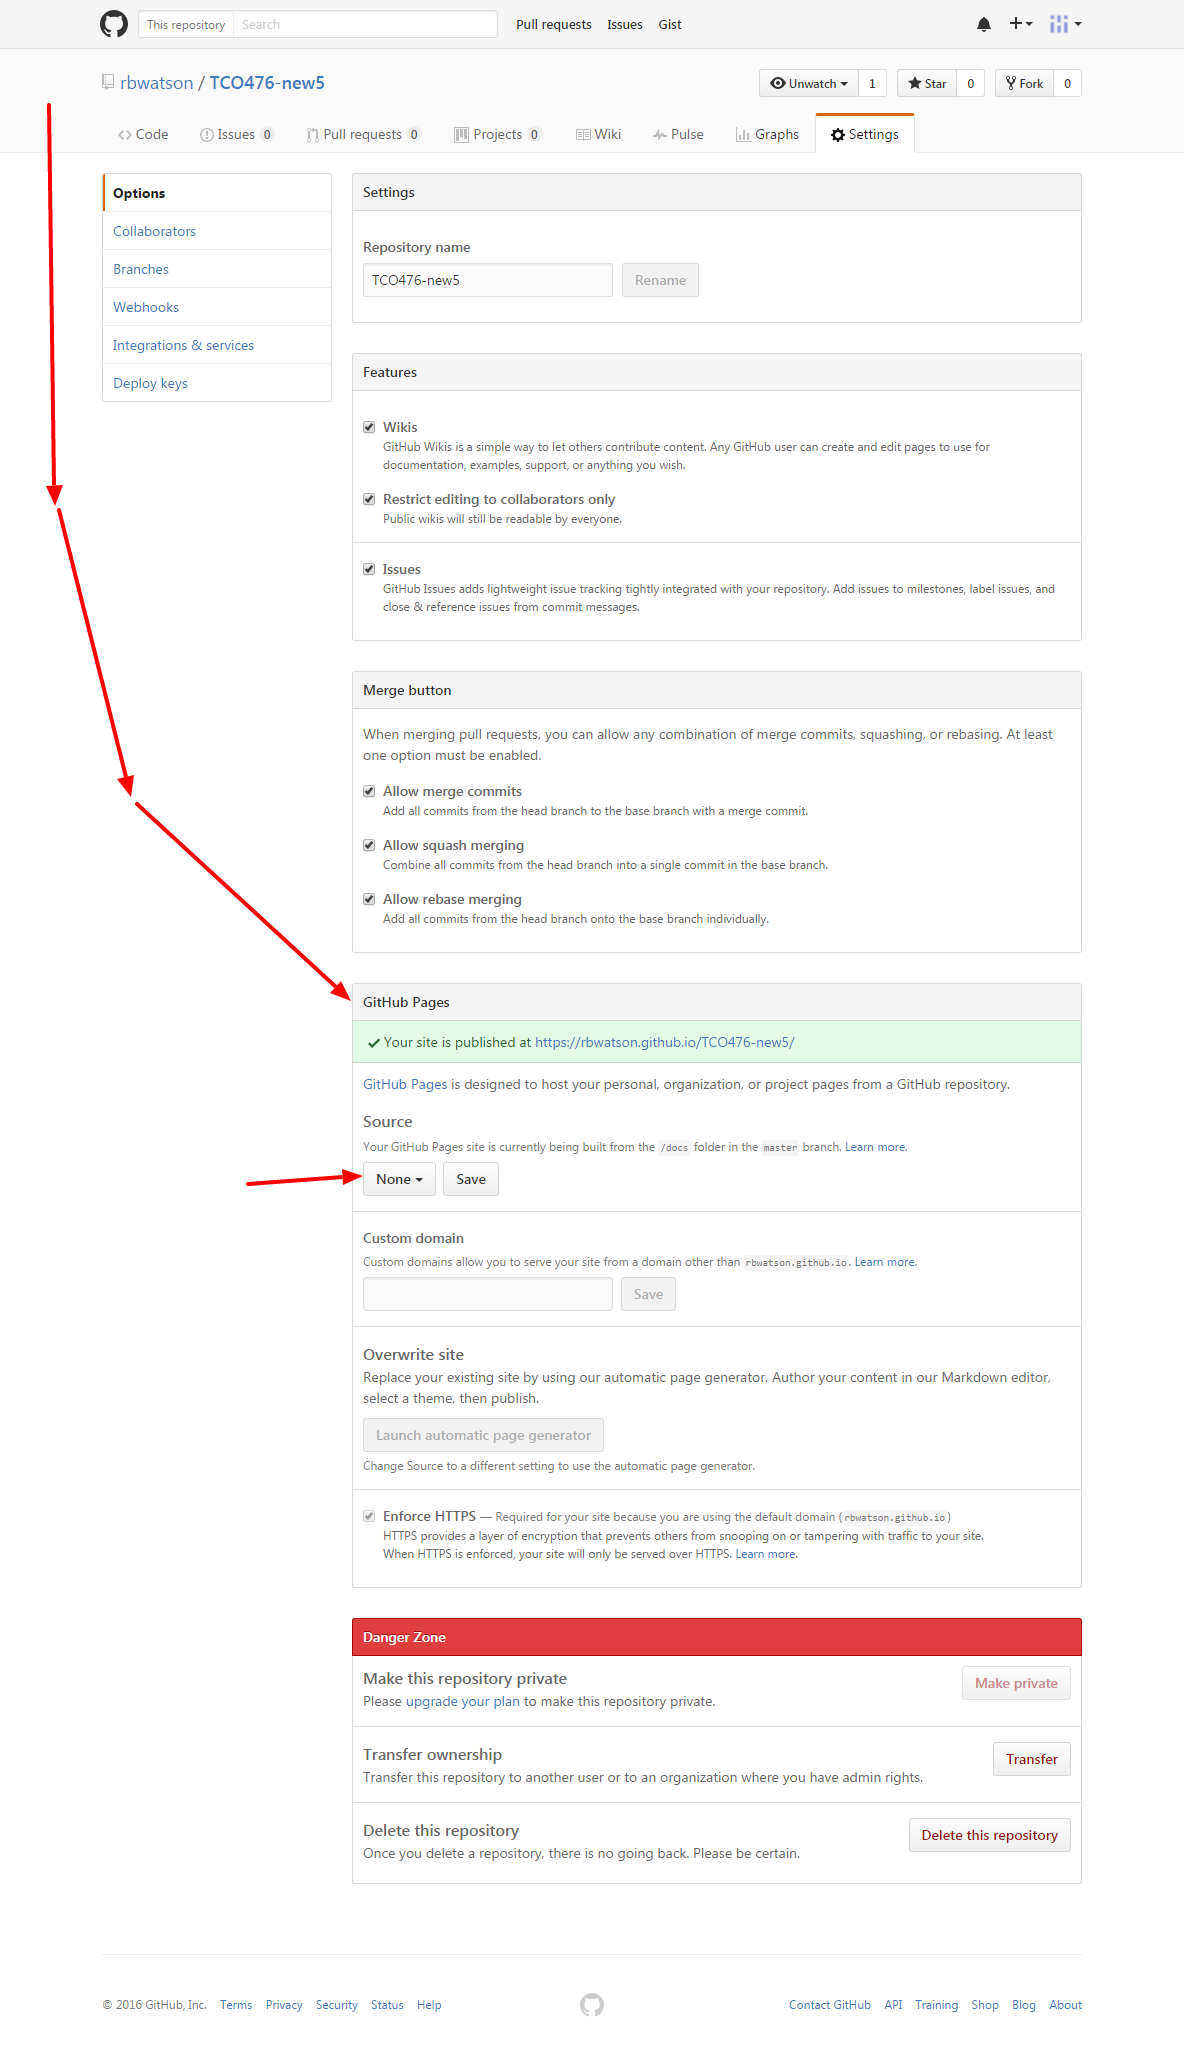 This repository Search Pull requests Issues Gist
rbwatson / TCO476-new5 Unwatch 1 Star 0 Fork 0
Code Issues 0 Pull requests 0 Projects 0 Wiki Pulse Graphs Settings
Options
Collaborators
Branches
Webhooks
Integrations & services
Deploy keys
Settings
Repository name
TCO476-new5 Rename
Features
Wikis
GitHub Wikis is a simple way to let others contribute content. Any GitHub user can create and edit pages to use for
documentation, examples, support, or anything you wish.
Restrict editing to collaborators only
Public wikis will still be readable by everyone.
Issues
GitHub Issues adds lightweight issue tracking tightly integrated with your repository. Add issues to milestones, label issues, and
close & reference issues from commit messages.
Merge button
When merging pull requests, you can allow any combination of merge commits, squashing, or rebasing. At least
one option must be enabled.
Allow merge commits
Add all commits from the head branch to the base branch with a merge commit.
Allow squash merging
Combine all commits from the head branch into a single commit in the base branch.
Allow rebase merging
Add all commits from the head branch onto the base branch individually.
GitHub Pages
Your site is published at https://rbwatson.github.io/TCO476-new5/
GitHub Pages is designed to host your personal, organization, or project pages from a GitHub repository.
Source
Your GitHub Pages site is currently being built from the /docs folder in the master branch. Learn more.
None Save
Custom domain
Custom domains allow you to serve your site from a domain other than rbwatson.github.io. Learn more.
Save
Overwrite site
Replace your existing site by using our automatic page generator. Author your content in our Markdown editor,
select a theme, then publish.
Launch automatic page generator
Change Source to a different setting to use the automatic page generator.
Enforce HTTPS — Required for your site because you are using the default domain (rbwatson.github.io)
HTTPS provides a layer of encryption that prevents others from snooping on or tampering with traffic to your site.
When HTTPS is enforced, your site will only be served over HTTPS. Learn more.
Danger Zone
Make this repository private
Please upgrade your plan to make this repository private.
Make private
Transfer ownership
Transfer this repository to another user or to an organization where you have admin rights.
Transfer
Delete this repository
Once you delete a repository, there is no going back. Please be certain.
Delete this repository
© 2016 GitHub, Inc. Terms Privacy Security Status Help Contact GitHub API Training Shop Blog About